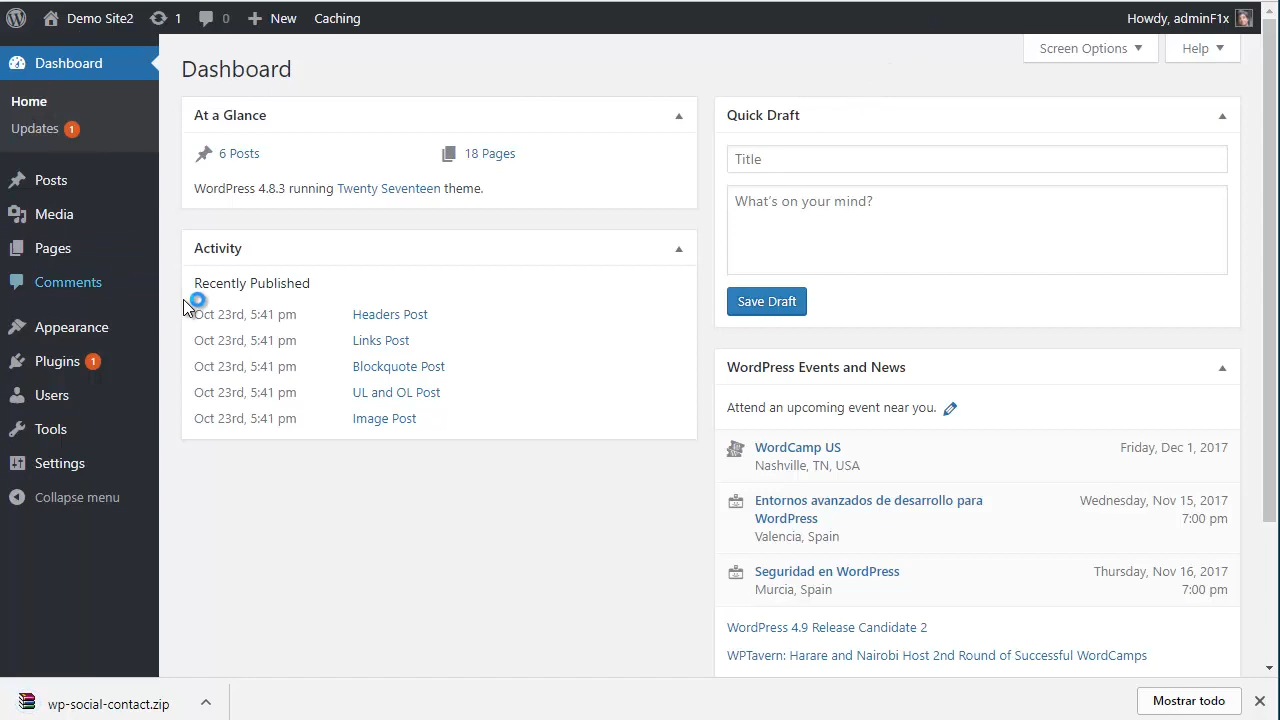 Demo Site2 1 0 New Caching Howdy, adminF1x
Dashboard
Home
Updates 1
Posts
Media
Pages
Comments
Appearance
Plugins 1
Users
Tools
Settings
Collapse menu
Screen Options Help
Dashboard
At a Glance
6 Posts 18 Pages
WordPress 4.8.3 running Twenty Seventeen theme.
Activity
Recently Published
Oct 23rd, 5:41 pm Headers Post
Oct 23rd, 5:41 pm Links Post
Oct 23rd, 5:41 pm Blockquote Post
Oct 23rd, 5:41 pm UL and OL Post
Oct 23rd, 5:41 pm Image Post
Quick Draft
Title
What's on your mind?
Save Draft
WordPress Events and News
Attend an upcoming event near you.
WordCamp US Friday, Dec 1, 2017
Nashville, TN, USA
Entornos avanzados de desarrollo para Wednesday, Nov 15, 2017
WordPress 7:00 pm
Valencia, Spain
Seguridad en WordPress Thursday, Nov 16, 2017
Murcia, Spain 7:00 pm
WordPress 4.9 Release Candidate 2
WPTavern: Harare and Nairobi Host 2nd Round of Successful WordCamps
wp-social-contact.zip Mostrar todo